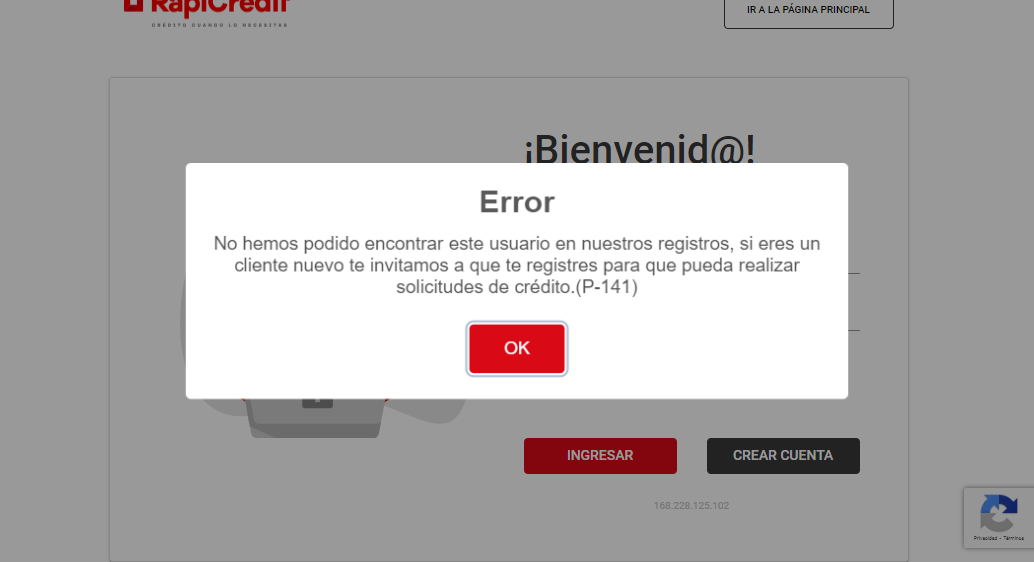 RapiCredit
CRÉDITO CUANDO LO NECESITAS
IR A LA PÁGINA PRINCIPAL
¡Bienvenid@!
Error
No hemos podido encontrar este usuario en nuestros registros, si eres un
cliente nuevo te invitamos a que te registres para que pueda realizar
solicitudes de crédito.(P-141)
OK
INGRESAR
CREAR CUENTA
168.228.125.102
Privacidad - Términos